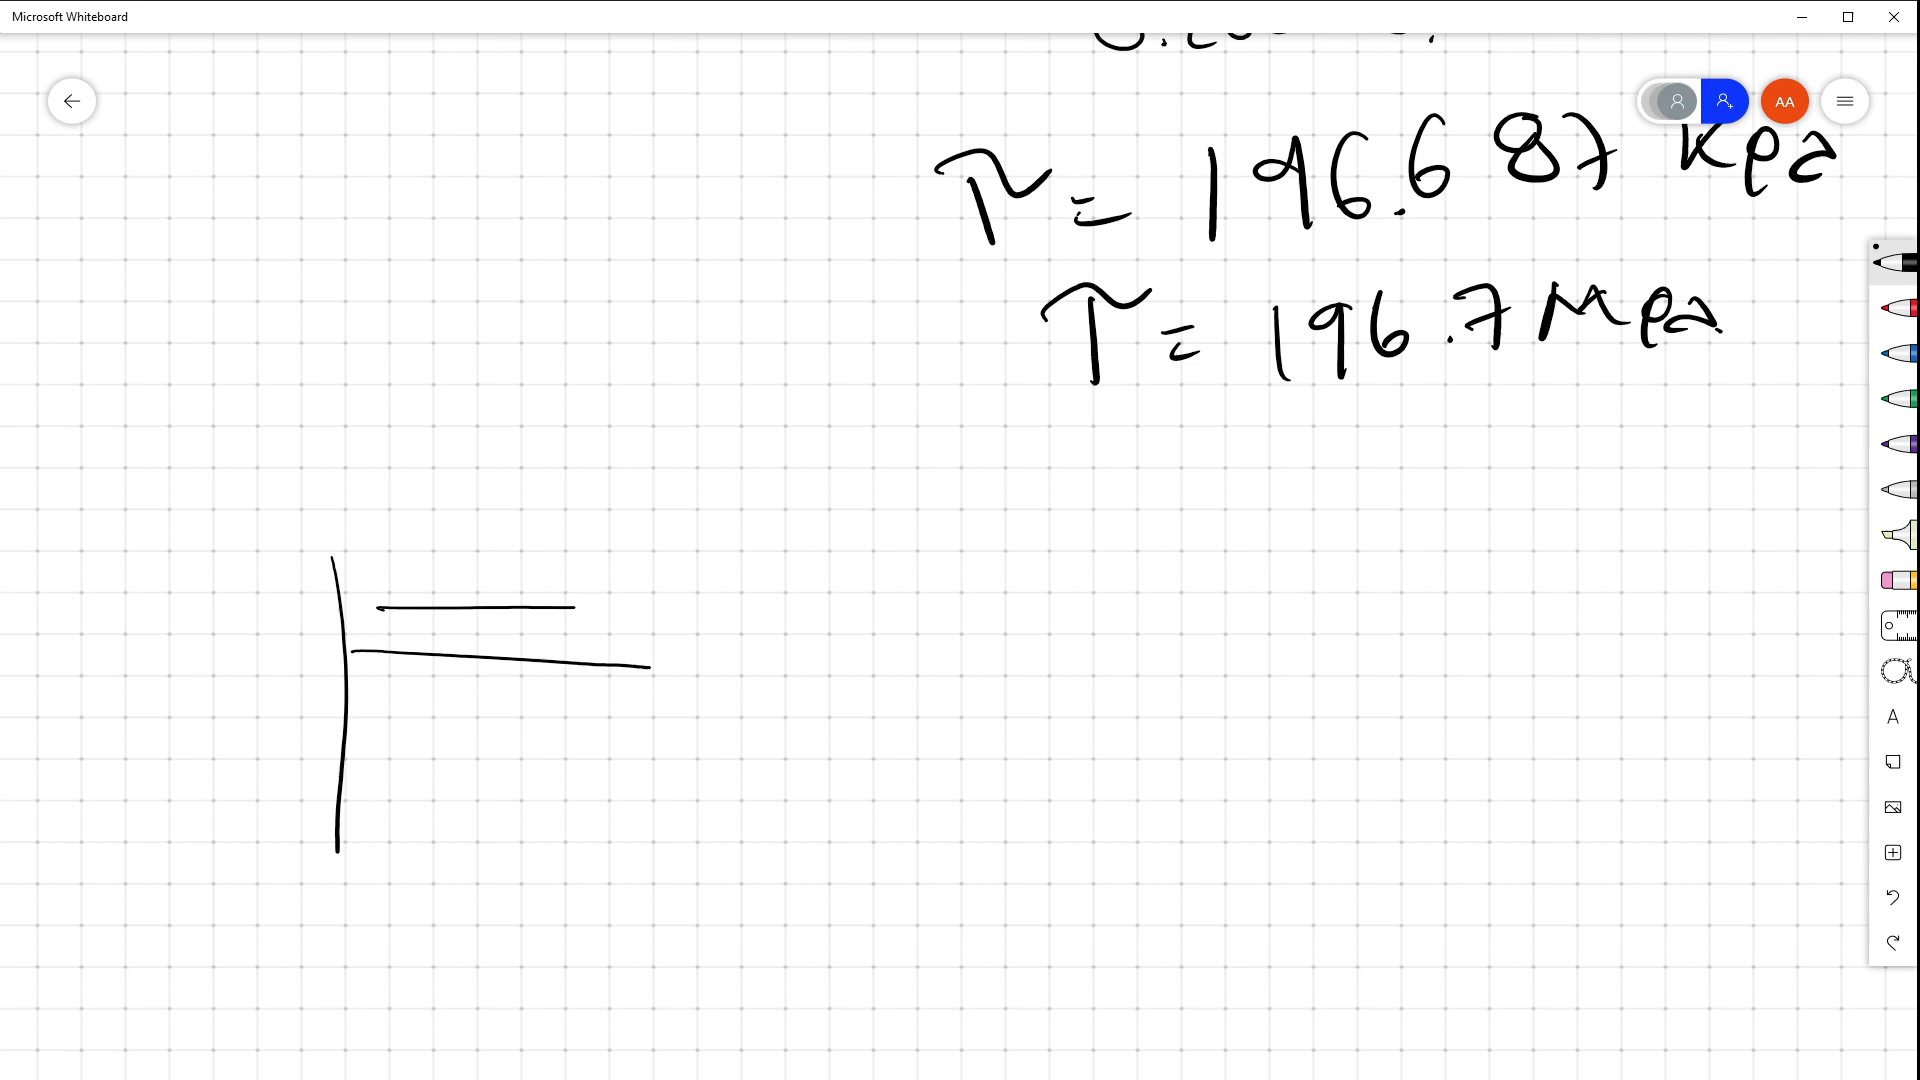 Microsoft Whiteboard
AA
τ = 196.687 kpa
τ = 196.7 Mpa
A